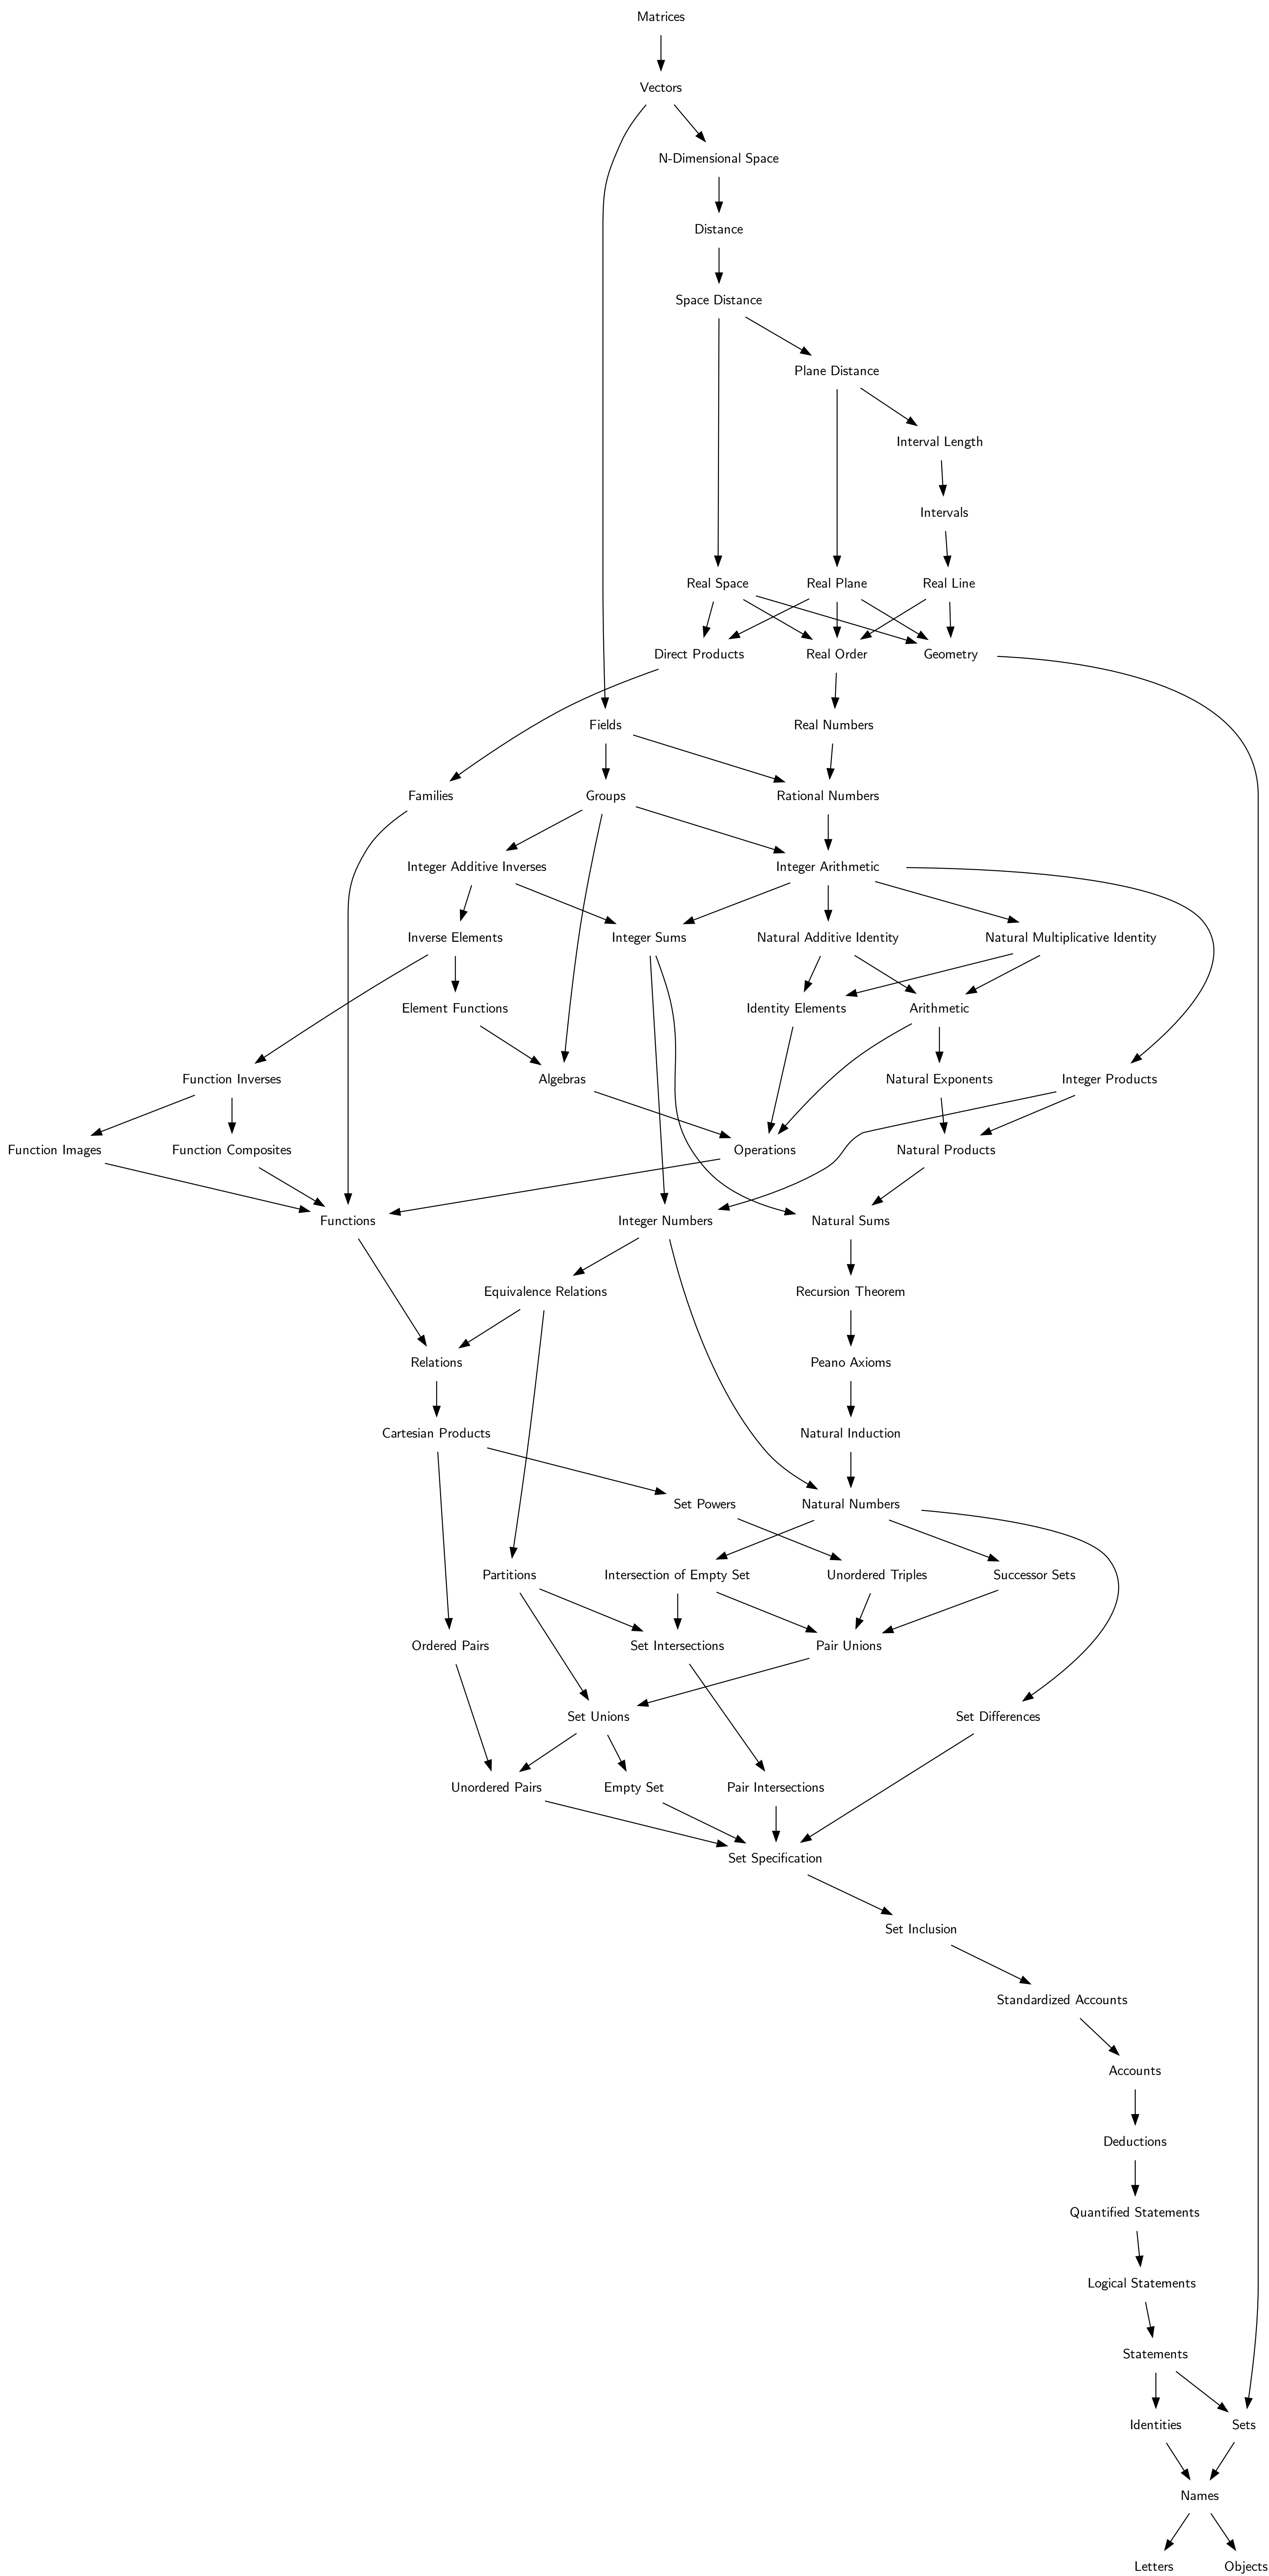 Matrices
Vectors
N-Dimensional Space
Distance
Space Distance
Plane Distance
Interval Length
Intervals
Real Space
Real Plane
Real Line
Direct Products
Real Order
Geometry
Fields
Real Numbers
Families
Groups
Rational Numbers
Integer Additive Inverses
Integer Arithmetic
Inverse Elements
Integer Sums
Natural Additive Identity
Natural Multiplicative Identity
Element Functions
Identity Elements
Arithmetic
Function Inverses
Algebras
Natural Exponents
Integer Products
Function Images
Function Composites
Operations
Natural Products
Functions
Integer Numbers
Natural Sums
Equivalence Relations
Recursion Theorem
Relations
Peano Axioms
Cartesian Products
Natural Induction
Set Powers
Natural Numbers
Partitions
Intersection of Empty Set
Unordered Triples
Successor Sets
Ordered Pairs
Set Intersections
Pair Unions
Set Unions
Set Differences
Unordered Pairs
Empty Set
Pair Intersections
Set Specification
Set Inclusion
Standardized Accounts
Accounts
Deductions
Quantified Statements
Logical Statements
Statements
Identities
Sets
Names
Letters
Objects